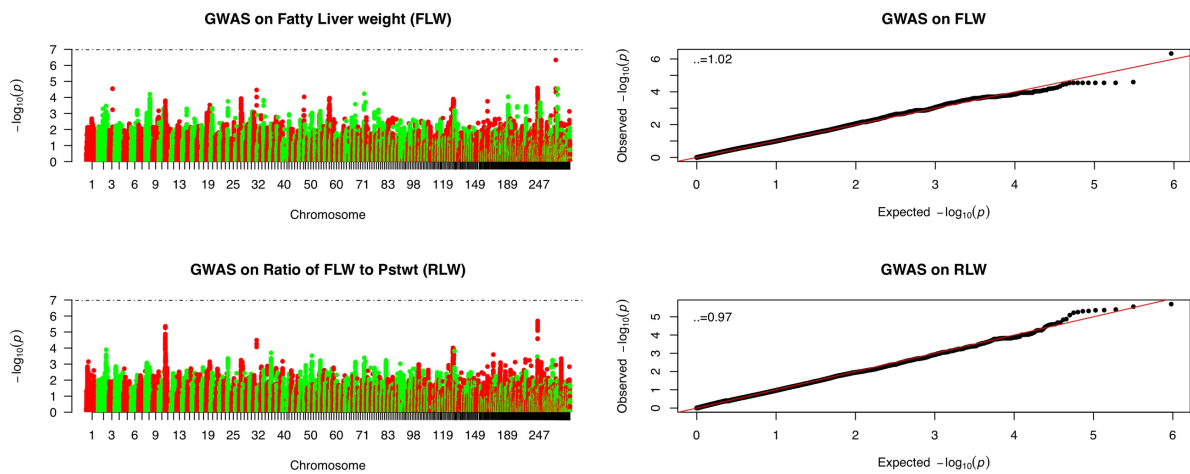 GWAS on Fatty Liver weight (FLW)
−log10(p)
7
6
5
4
3
2
1
0
1 3 6 9 13 19 25 32 40 50 60 71 83 98 119 149 189 247
Chromosome
GWAS on FLW
..=1.02
Observed −log10(p)
6
4
2
0
0 1 2 3 4 5 6
Expected −log10(p)
GWAS on Ratio of FLW to Pstwt (RLW)
−log10(p)
7
6
5
4
3
2
1
0
1 3 6 9 13 19 25 32 40 50 60 71 83 98 119 149 189 247
Chromosome
GWAS on RLW
..=0.97
Observed −log10(p)
5
4
3
2
1
0
0 1 2 3 4 5 6
Expected −log10(p)